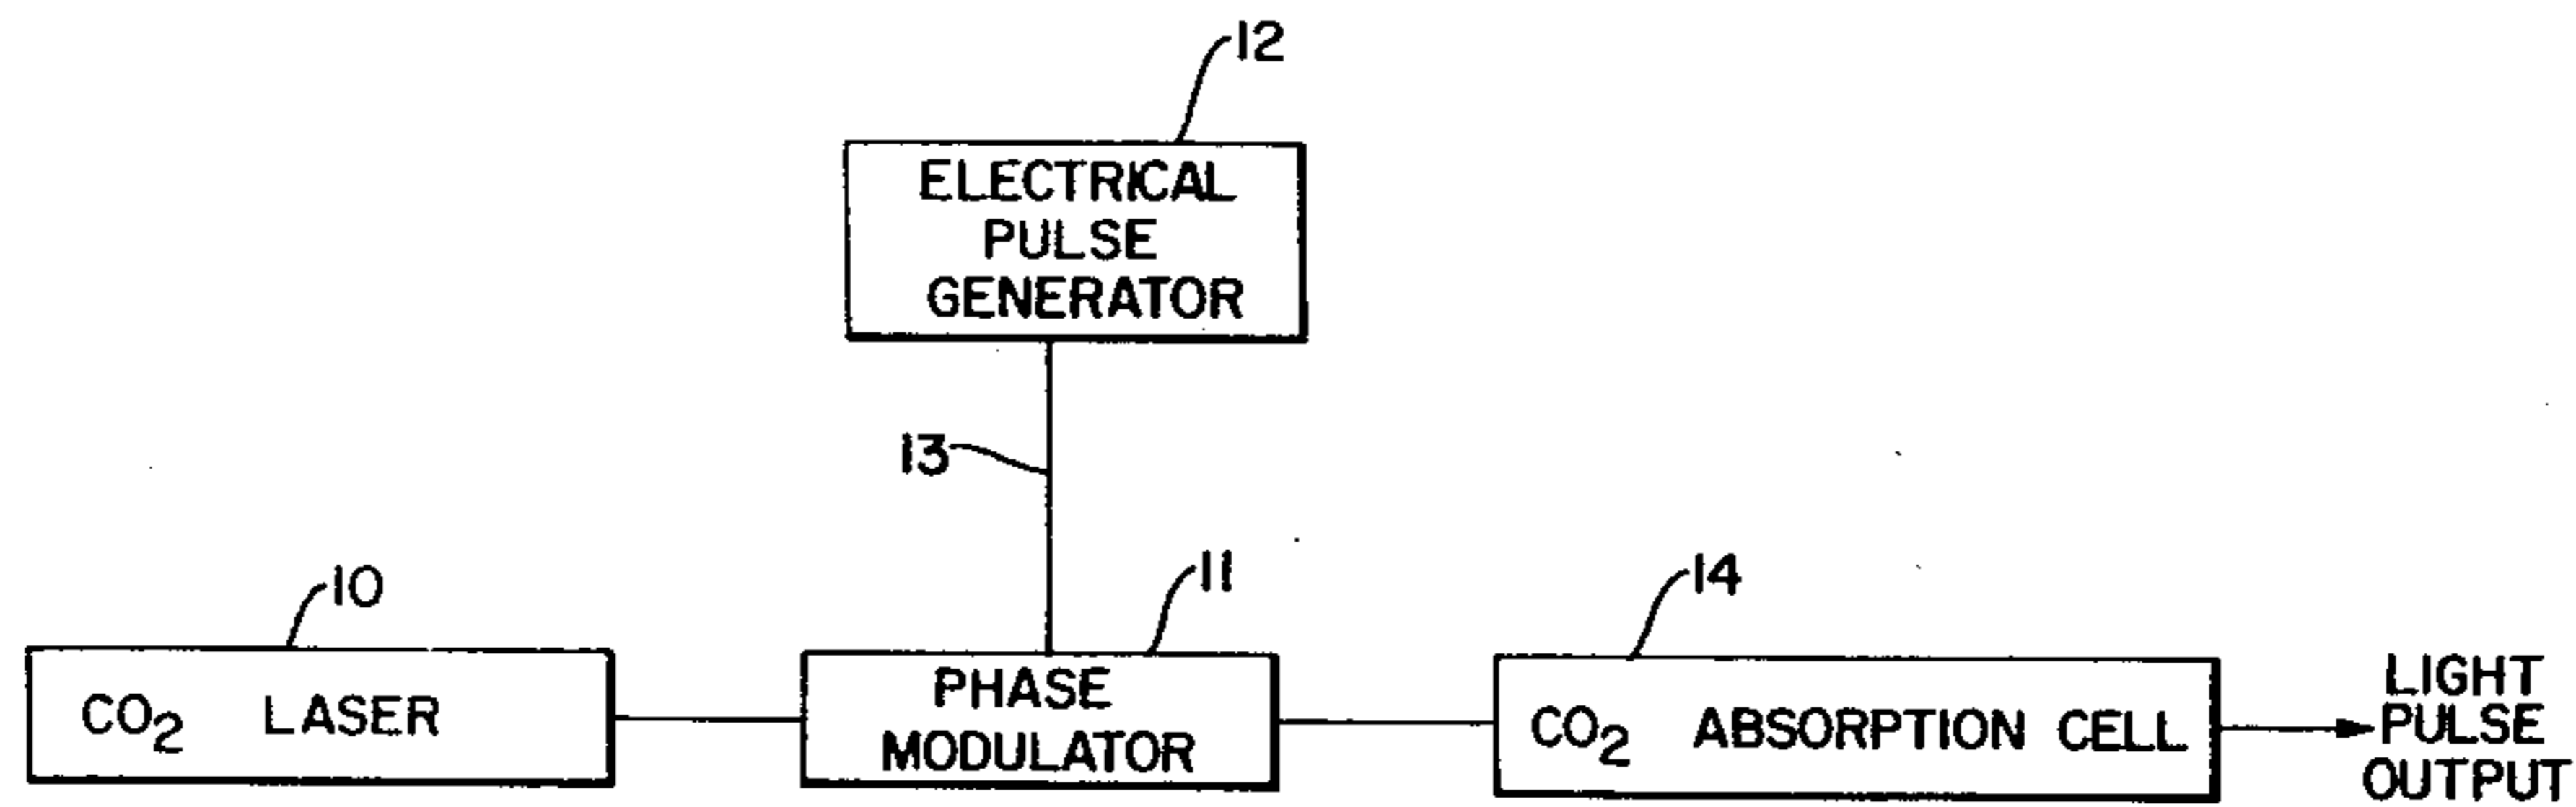 12
ELECTRICAL
PULSE
GENERATOR
13
10
11
14
CO₂ LASER
PHASE
MODULATOR
CO₂ ABSORPTION CELL
LIGHT
PULSE
OUTPUT